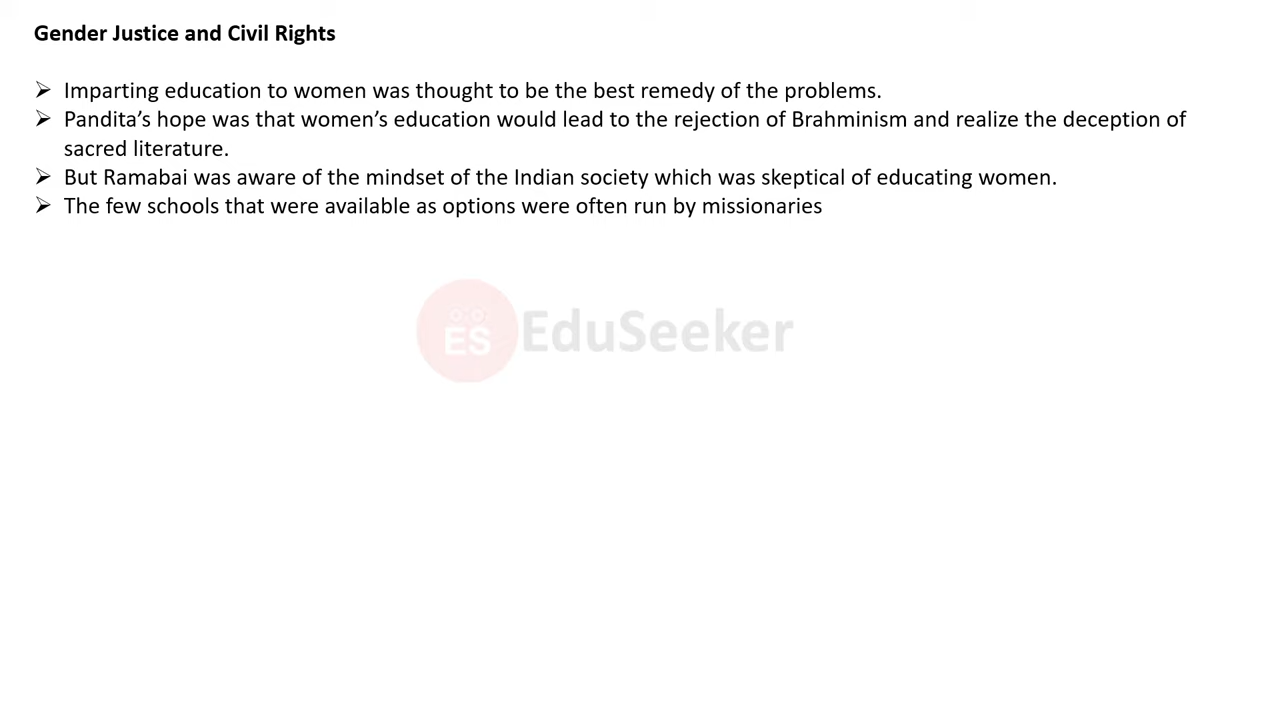 Gender Justice and Civil Rights
➢ Imparting education to women was thought to be the best remedy of the problems.
➢ Pandita’s hope was that women’s education would lead to the rejection of Brahminism and realize the deception of
sacred literature.
➢ But Ramabai was aware of the mindset of the Indian society which was skeptical of educating women.
➢ The few schools that were available as options were often run by missionaries
ES EduSeeker